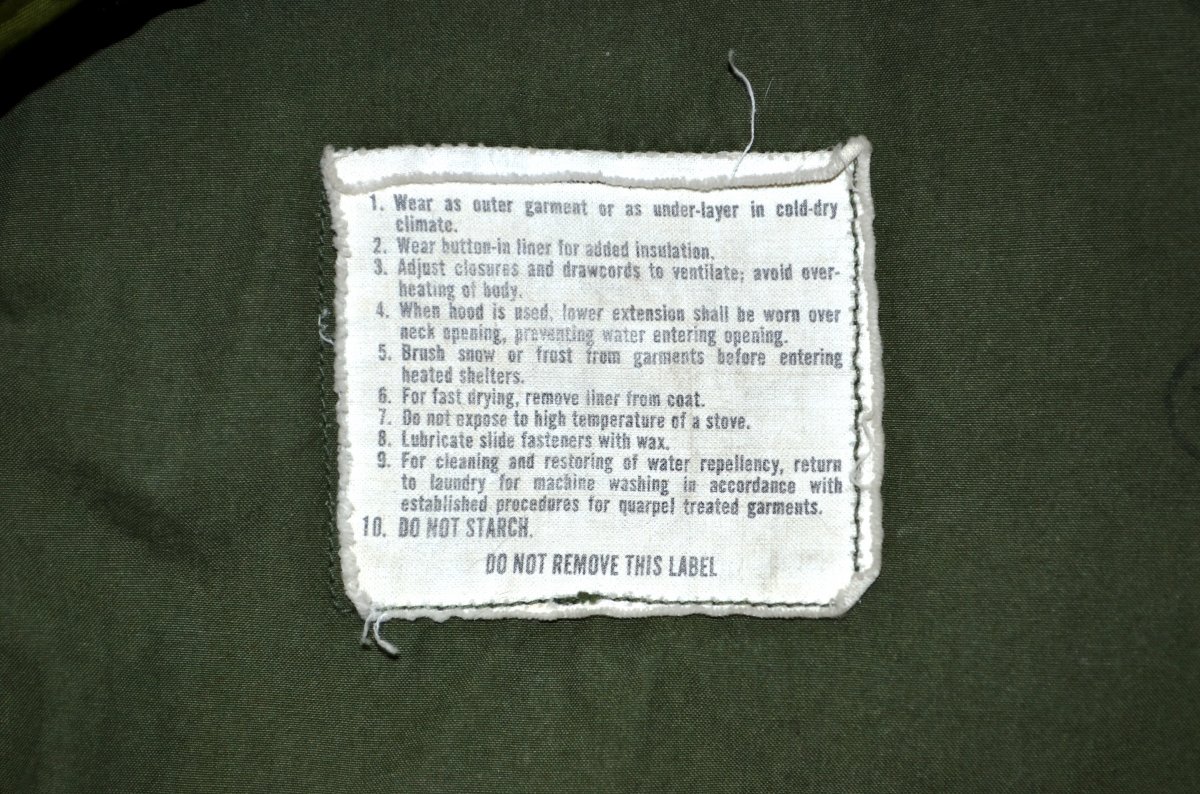 1. Wear as outer garment or as under-layer in cold-dry
climate.
2. Wear button-in liner for added insulation.
3. Adjust closures and drawcords to ventilate; avoid over-
heating of body.
4. When hood is used, lower extension shall be worn over
neck opening, preventing water entering opening.
5. Brush snow or frost from garments before entering
heated shelters.
6. For fast drying, remove liner from coat.
7. Do not expose to high temperature of a stove.
8. Lubricate slide fasteners with wax.
9. For cleaning and restoring of water repellency, return
to laundry for machine washing in accordance with
established procedures for quarpel treated garments.
10. DO NOT STARCH.
DO NOT REMOVE THIS LABEL